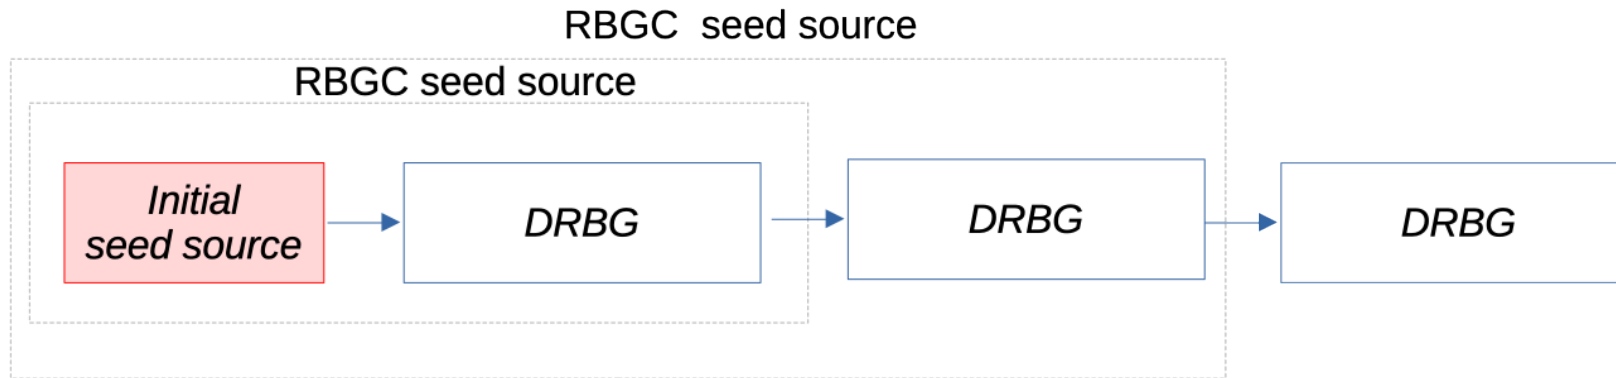 RBGC  seed source
RBGC seed source
Initial
seed source
DRBG
DRBG
DRBG